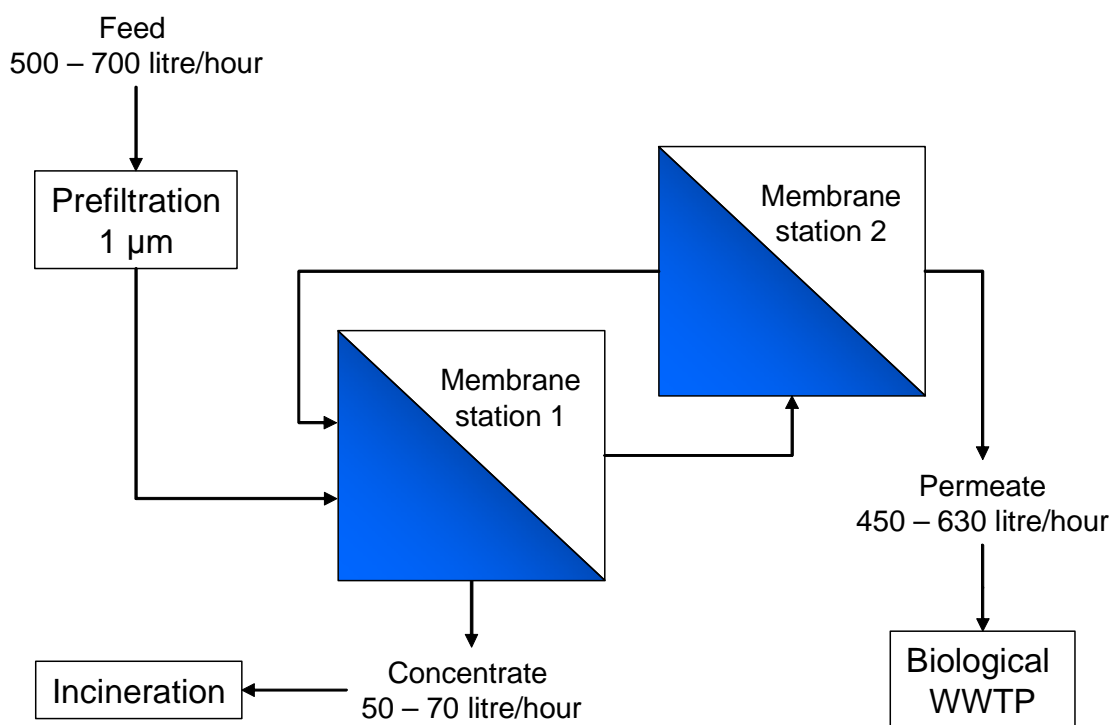 Feed
500 – 700 litre/hour
Prefiltration
1 µm
Membrane
station 2
Membrane
station 1
Permeate
450 – 630 litre/hour
Concentrate
50 – 70 litre/hour
Incineration
Biological
WWTP